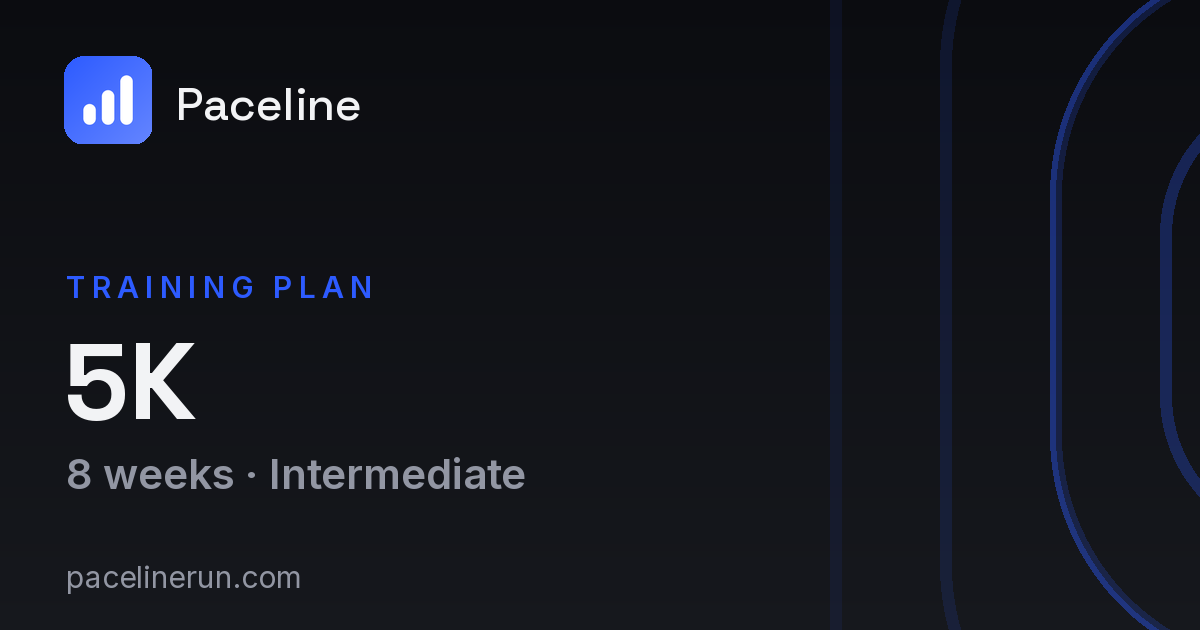 Paceline
TRAINING PLAN
5K
8 weeks · Intermediate
pacelinerun.com